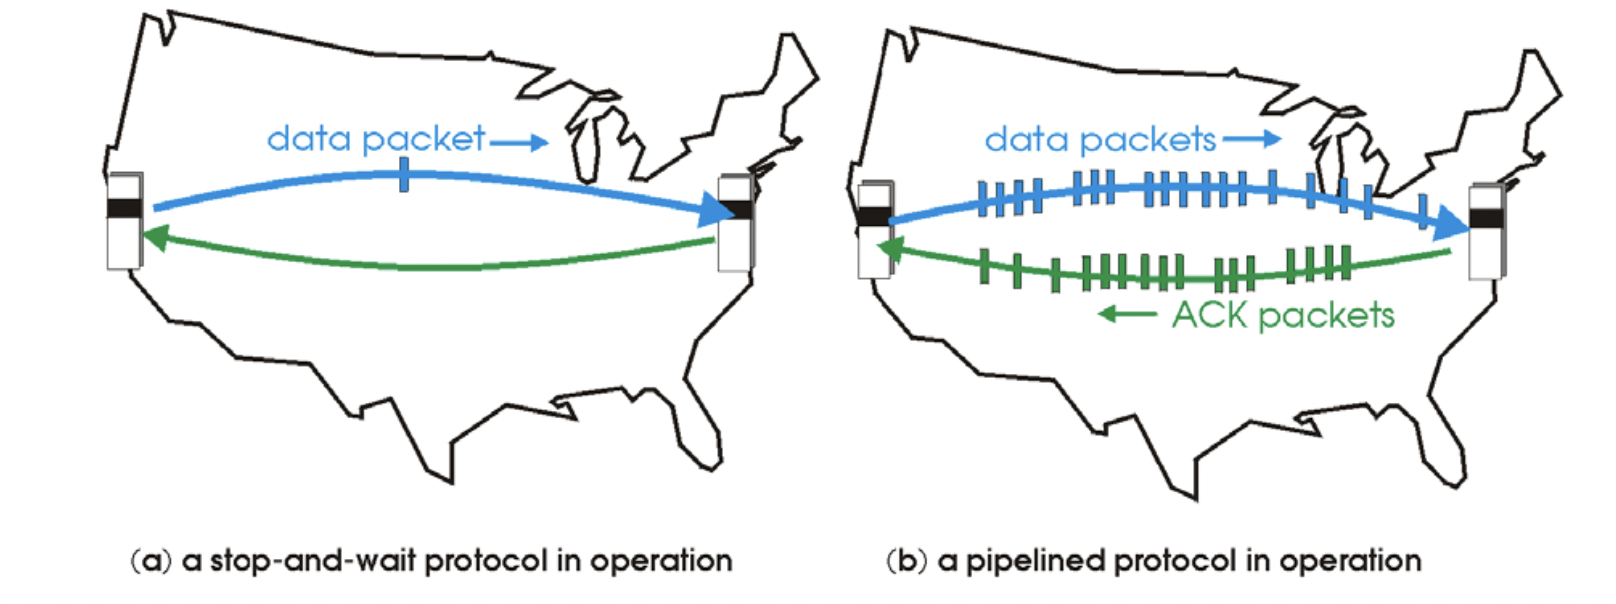 data packet
data packets
ACK packets
(a) a stop-and-wait protocol in operation
(b) a pipelined protocol in operation